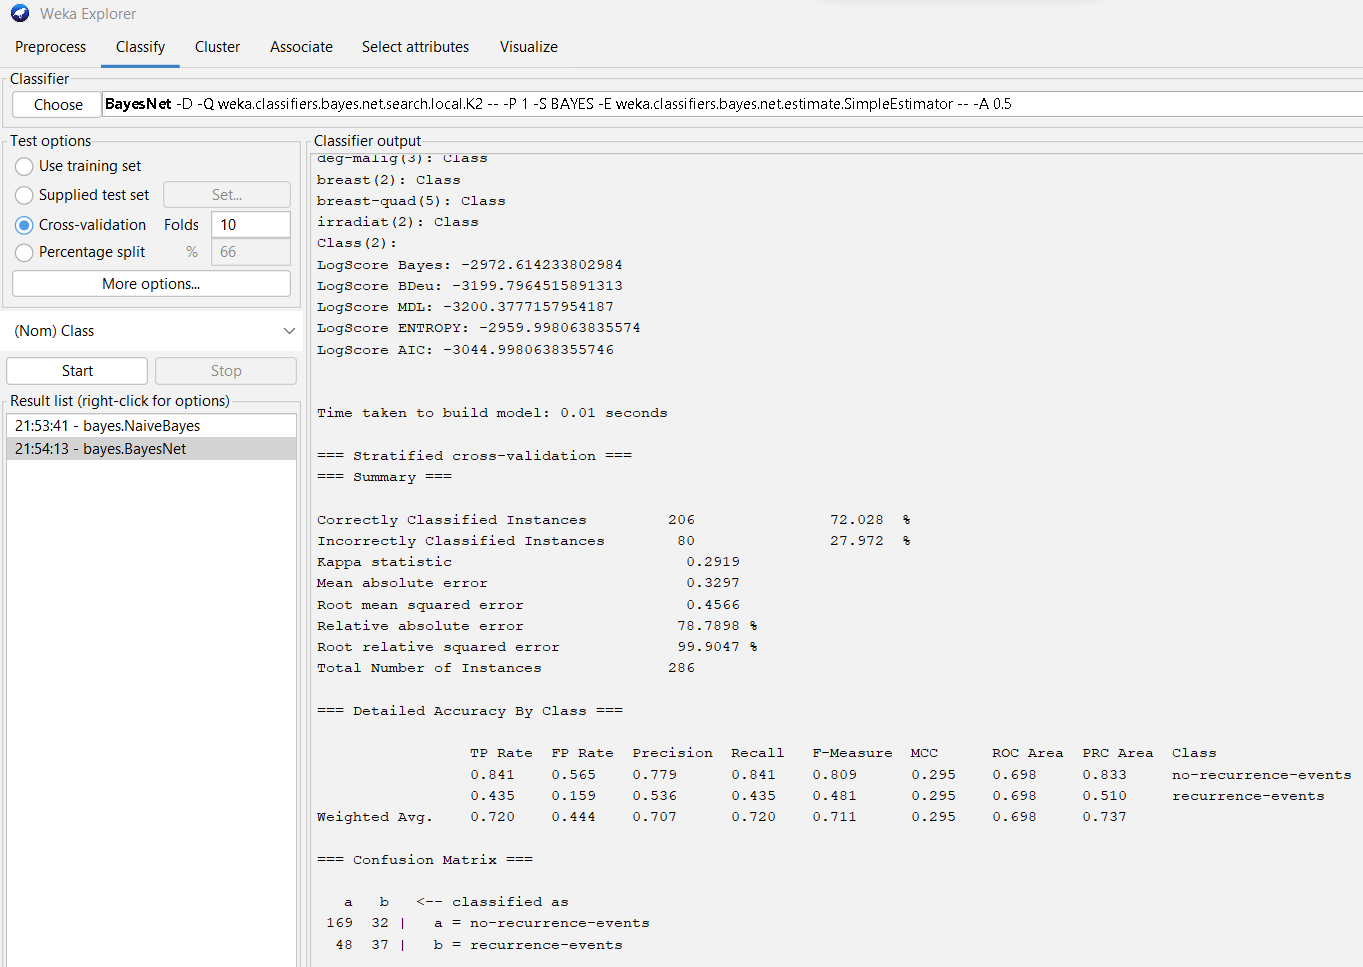 Weka Explorer
Preprocess Classify Cluster Associate Select attributes Visualize
Classifier
Choose BayesNet -D -Q weka.classifiers.bayes.net.search.local.K2 -- -P 1 -S BAYES -E weka.classifiers.bayes.net.estimate.SimpleEstimator -- -A 0.5
Test options
Use training set
Supplied test set Set...
Cross-validation Folds 10
Percentage split % 66
More options...
(Nom) Class
Start Stop
Result list (right-click for options)
21:53:41 - bayes.NaiveBayes
21:54:13 - bayes.BayesNet
Classifier output
deg-malig(3): Class
breast(2): Class
breast-quad(5): Class
irradiat(2): Class
Class(2):
LogScore Bayes: -2972.614233802984
LogScore BDeu: -3199.7964515891313
LogScore MDL: -3200.3777157954187
LogScore ENTROPY: -2959.998063835574
LogScore AIC: -3044.9980638355746
Time taken to build model: 0.01 seconds
=== Stratified cross-validation ===
=== Summary ===
Correctly Classified Instances 206 72.028 %
Incorrectly Classified Instances 80 27.972 %
Kappa statistic 0.2919
Mean absolute error 0.3297
Root mean squared error 0.4566
Relative absolute error 78.7898 %
Root relative squared error 99.9047 %
Total Number of Instances 286
=== Detailed Accuracy By Class ===
TP Rate FP Rate Precision Recall F-Measure MCC ROC Area PRC Area Class
0.841 0.565 0.779 0.841 0.809 0.295 0.698 0.833 no-recurrence-events
0.435 0.159 0.536 0.435 0.481 0.295 0.698 0.510 recurrence-events
Weighted Avg. 0.720 0.444 0.707 0.720 0.711 0.295 0.698 0.737
=== Confusion Matrix ===
a b <-- classified as
169 32 | a = no-recurrence-events
48 37 | b = recurrence-events